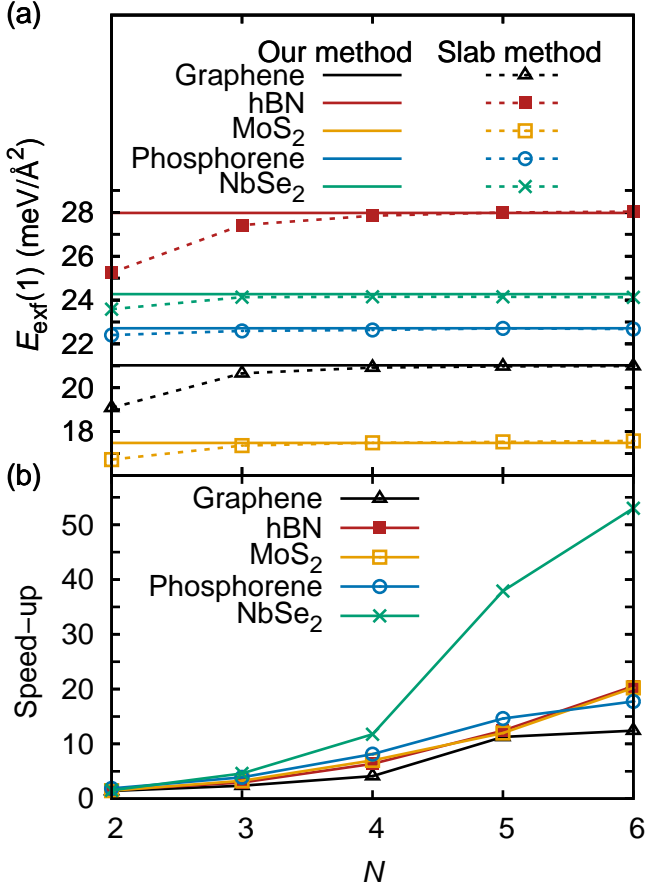 (a)
Our method Slab method
Graphene
hBN
MoS₂
Phosphorene
NbSe₂
E_exf(1) (meV/Å²)
28
26
24
22
20
18
(b)
Graphene
hBN
MoS₂
Phosphorene
NbSe₂
Speed−up
50
40
30
20
10
0
2 3 4 5 6
N